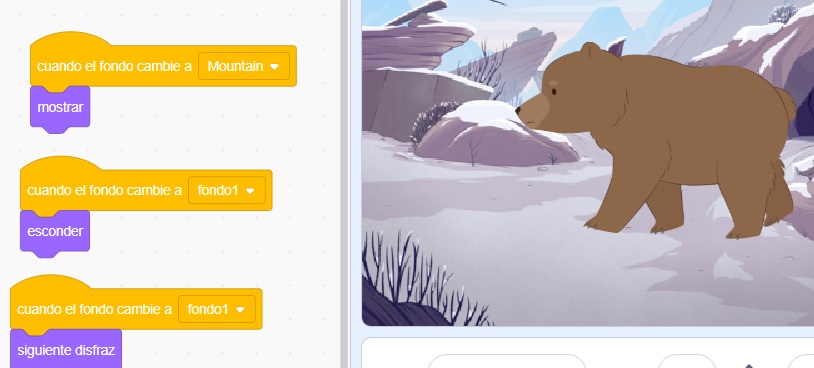 cuando el fondo cambie a Mountain
mostrar
cuando el fondo cambie a fondo1
esconder
cuando el fondo cambie a fondo1
siguiente disfraz